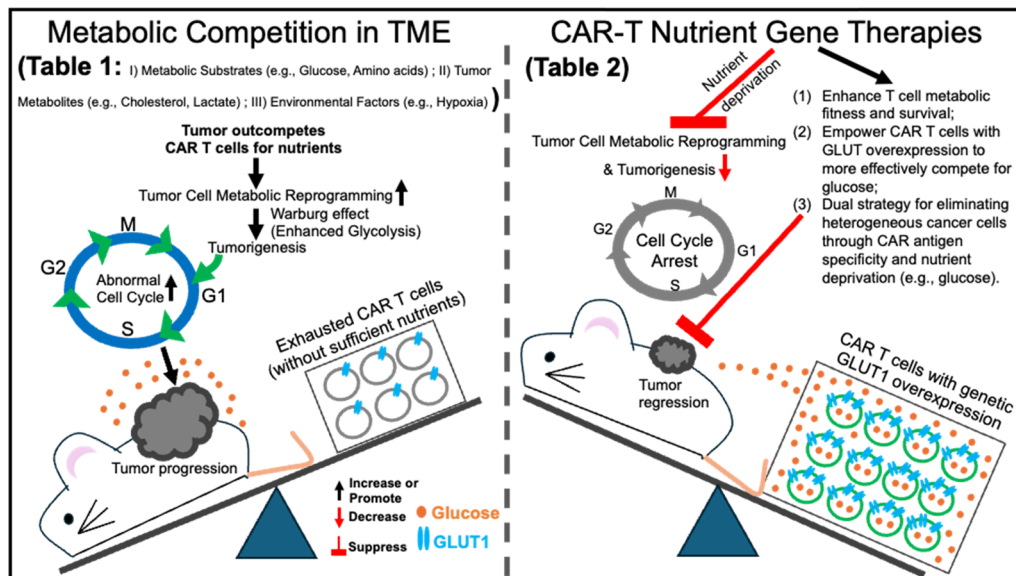 Metabolic Competition in TME
(Table 1: I) Metabolic Substrates (e.g., Glucose, Amino acids) ; II) Tumor
Metabolites (e.g., Cholesterol, Lactate) ; III) Environmental Factors (e.g., Hypoxia) )
Tumor outcompetes
CAR T cells for nutrients
Tumor Cell Metabolic Reprogramming
Warburg effect
(Enhanced Glycolysis)
Tumorigenesis
M
G2
Abnormal
Cell Cycle
G1
S
Exhausted CAR T cells
(without sufficient nutrients)
Tumor progression
Increase or
Promote
Decrease
Suppress
Glucose
GLUT1
CAR-T Nutrient Gene Therapies
(Table 2)
Nutrient
deprivation
Tumor Cell Metabolic Reprogramming
& Tumorigenesis
M
G2
Cell Cycle
Arrest
G1
S
(1) Enhance T cell metabolic
fitness and survival;
(2) Empower CAR T cells with
GLUT overexpression to
more effectively compete for
glucose;
(3) Dual strategy for eliminating
heterogeneous cancer cells
through CAR antigen
specificity and nutrient
deprivation (e.g., glucose).
Tumor
regression
CAR T cells with genetic
GLUT1 overexpression